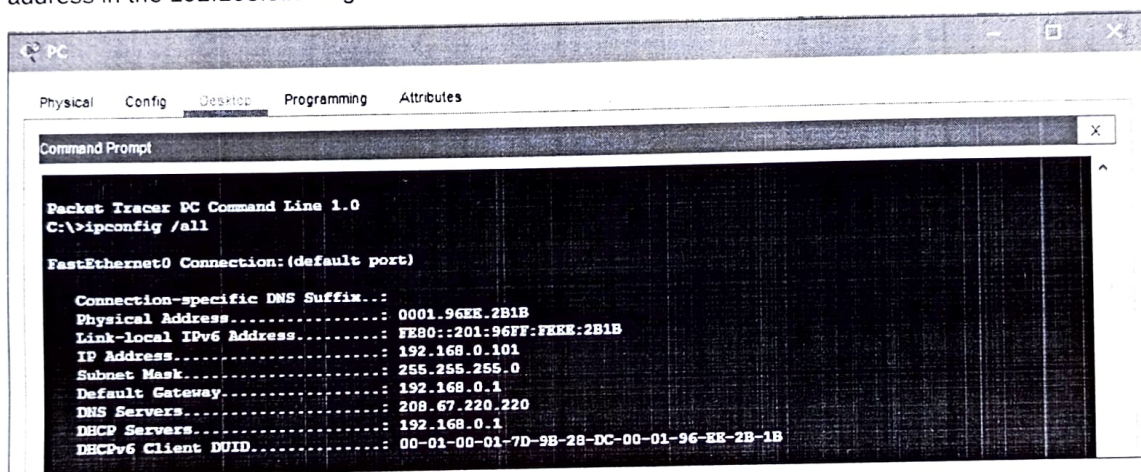 address in the
PC
Physical Config Desktop Programming Attributes
Command Prompt X
Packet Tracer PC Command Line 1.0
C:\>ipconfig /all
FastEthernet0 Connection:(default port)
Connection-specific DNS Suffix..:
Physical Address................: 0001.96EE.2B1B
Link-local IPv6 Address.........: FE80::201:96FF:FEEE:2B1B
IP Address......................: 192.168.0.101
Subnet Mask.....................: 255.255.255.0
Default Gateway.................: 192.168.0.1
DNS Servers.....................: 208.67.220.220
DHCP Servers....................: 192.168.0.1
DHCPv6 Client DUID..............: 00-01-00-01-7D-9B-28-DC-00-01-96-EE-2B-1B